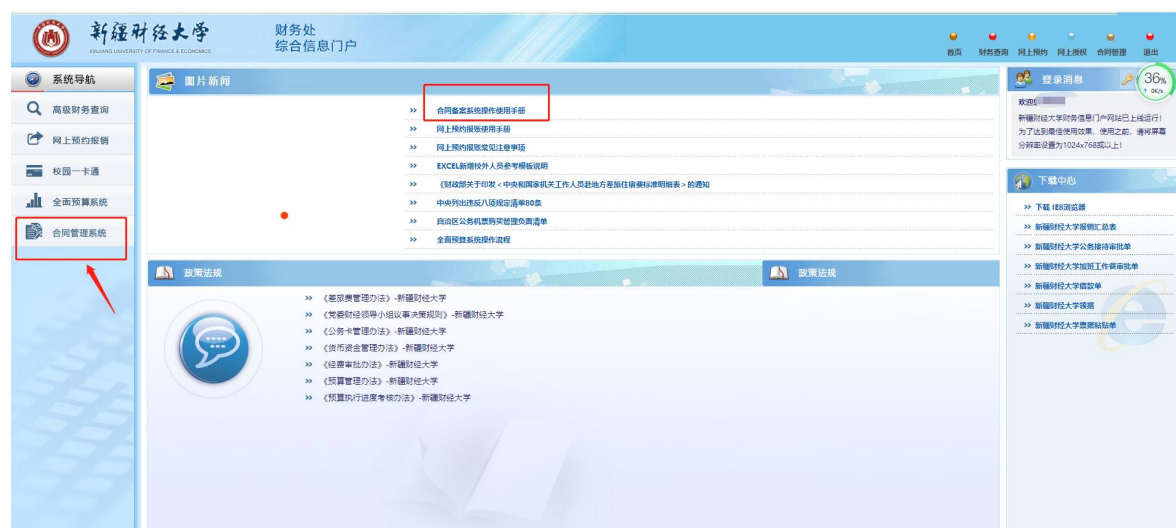 新疆财经大学
XINJIANG UNIVERSITY OF FINANCE & ECONOMICS
财务处
综合信息门户
首页
财务查询
网上预约
网上授权
合同管理
退出
系统导航
高级财务查询
网上预约报销
校园一卡通
全面预算系统
合同管理系统
图片新闻
>> 合同备案系统操作使用手册
>> 网上预约报账使用手册
>> 网上预约报账常见注意事项
>> EXCEL新增校外人员参考模板说明
>> 《财政部关于印发<中央和国家机关工作人员赴地方差旅住宿费标准明细表>的通知
>> 中央列出违反八项规定清单80条
>> 自治区公务机票购买管理负面清单
>> 全面预算系统操作流程
政策法规
>> 《差旅费管理办法》-新疆财经大学
>> 《党委财经领导小组议事决策规则》-新疆财经大学
>> 《公务卡管理办法》-新疆财经大学
>> 《货币资金管理办法》-新疆财经大学
>> 《经费审批办法》-新疆财经大学
>> 《预算管理办法》-新疆财经大学
>> 《预算执行进度考核办法》-新疆财经大学
政策法规
登录消息
36%
↑ 0K/s
欢迎
新疆财经大学财务信息门户网站已上线运行!
为了达到最佳使用效果, 使用之前, 请将屏幕
分辨率设置为1024x768或以上!
下载中心
>> 下载 IE8浏览器
>> 新疆财经大学报销汇总表
>> 新疆财经大学公务接待审批单
>> 新疆财经大学加班工作餐审批单
>> 新疆财经大学借款单
>> 新疆财经大学领据
>> 新疆财经大学票据粘贴单